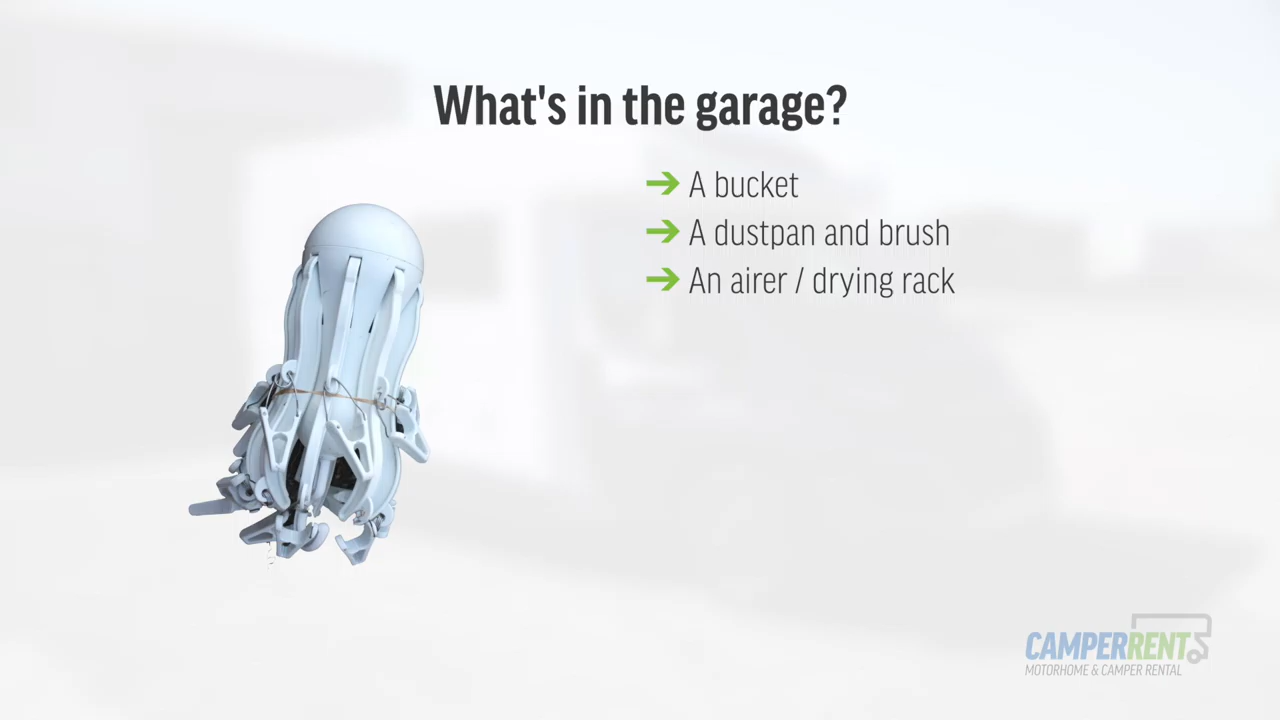 What's in the garage?
→ A bucket
→ A dustpan and brush
→ An airer / drying rack
CAMPERRENT
MOTORHOME & CAMPER RENTAL